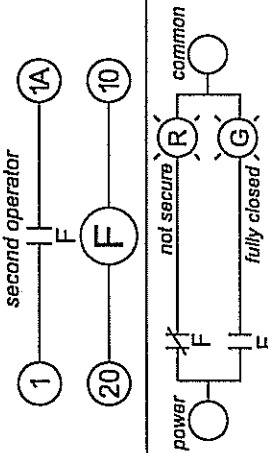 second operator
1 1A
F
20 F 10
power common
not secure R
F
fully closed G
F